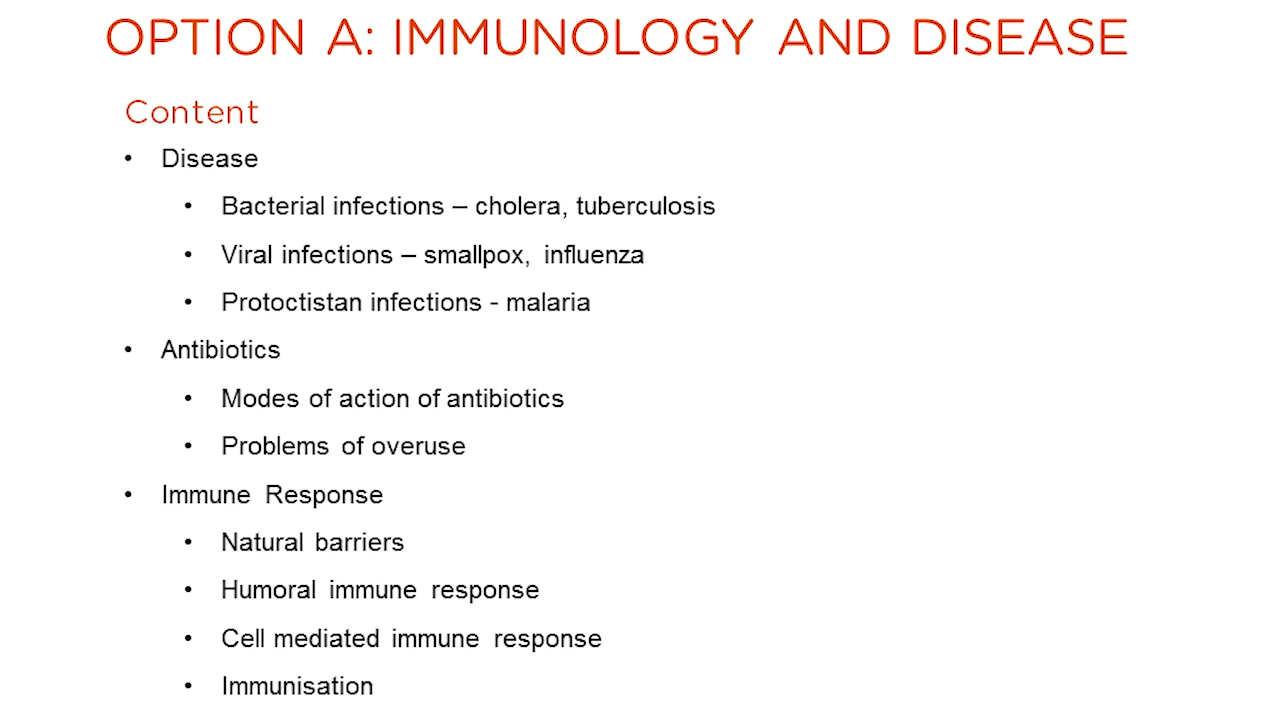 OPTION A: IMMUNOLOGY AND DISEASE
Content
• Disease
• Bacterial infections – cholera, tuberculosis
• Viral infections – smallpox, influenza
• Protoctistan infections - malaria
• Antibiotics
• Modes of action of antibiotics
• Problems of overuse
• Immune Response
• Natural barriers
• Humoral immune response
• Cell mediated immune response
• Immunisation